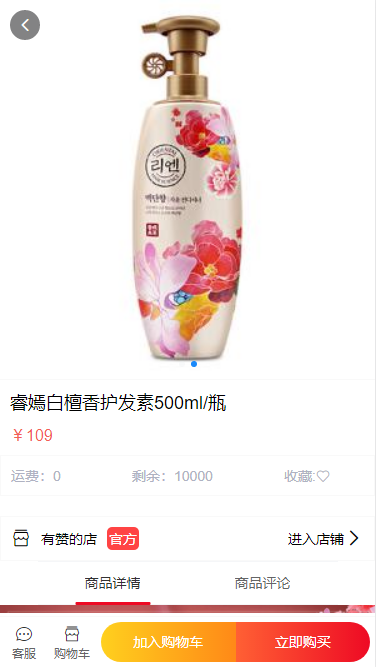 리엔
백단향
睿嫣白檀香护发素500ml/瓶
￥109
运费：0 剩余：10000 收藏:
有赞的店 官方 进入店铺
商品详情 商品评论
客服 购物车 加入购物车 立即购买